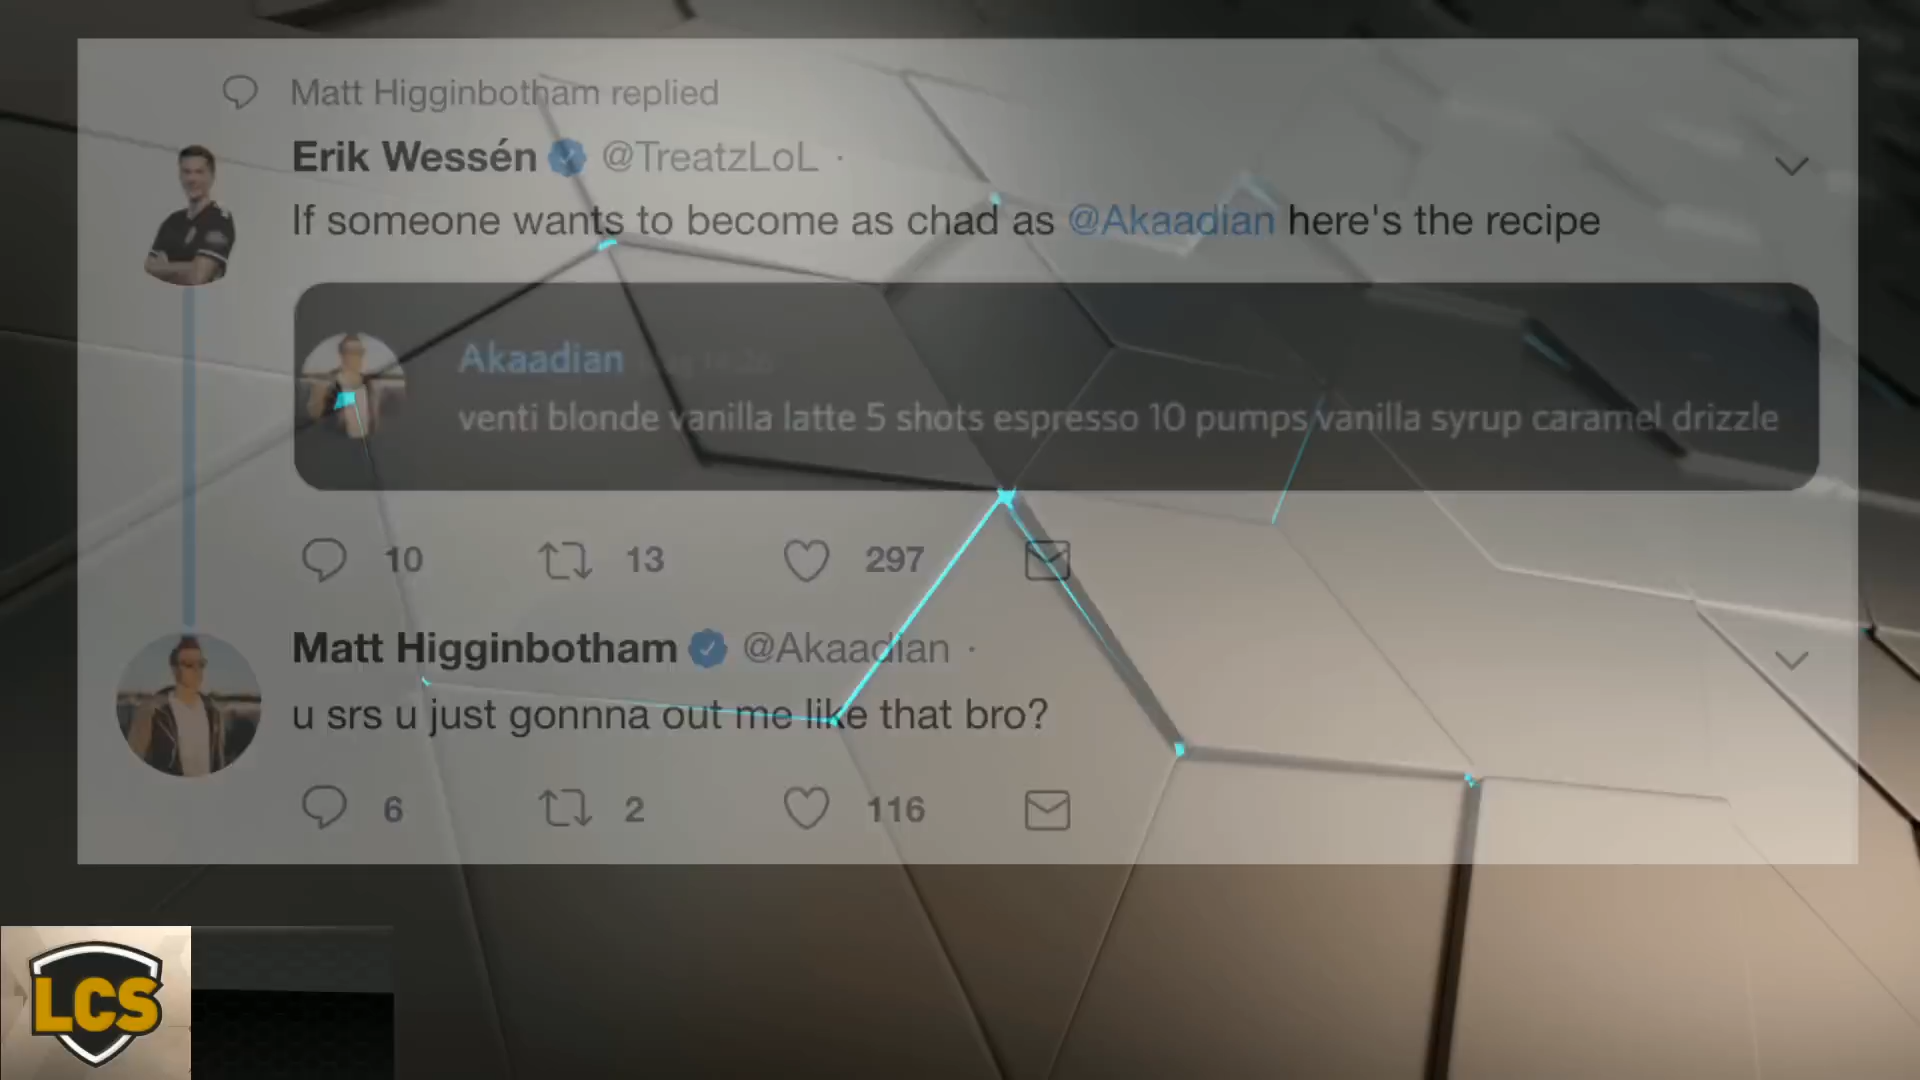 Matt Higginbotham replied
Erik Wessén @TreatzLoL ·
If someone wants to become as chad as @Akaadian here's the recipe
Akaadian
venti blonde vanilla latte 5 shots espresso 10 pumps vanilla syrup caramel drizzle
10 13 297
Matt Higginbotham @Akaadian ·
u srs u just gonnna out me like that bro?
6 2 116
LCS